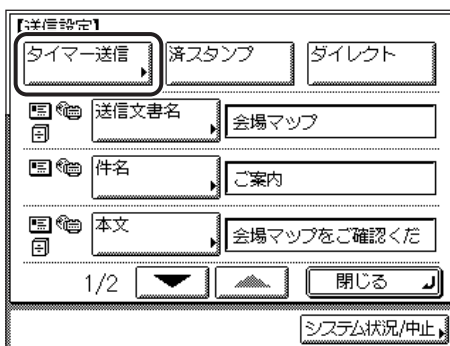 【送信設定】
タイマー送信 済スタンプ ダイレクト
送信文書名 会場マップ
件名 ご案内
本文 会場マップをご確認くだ
1/2 閉じる
システム状況/中止